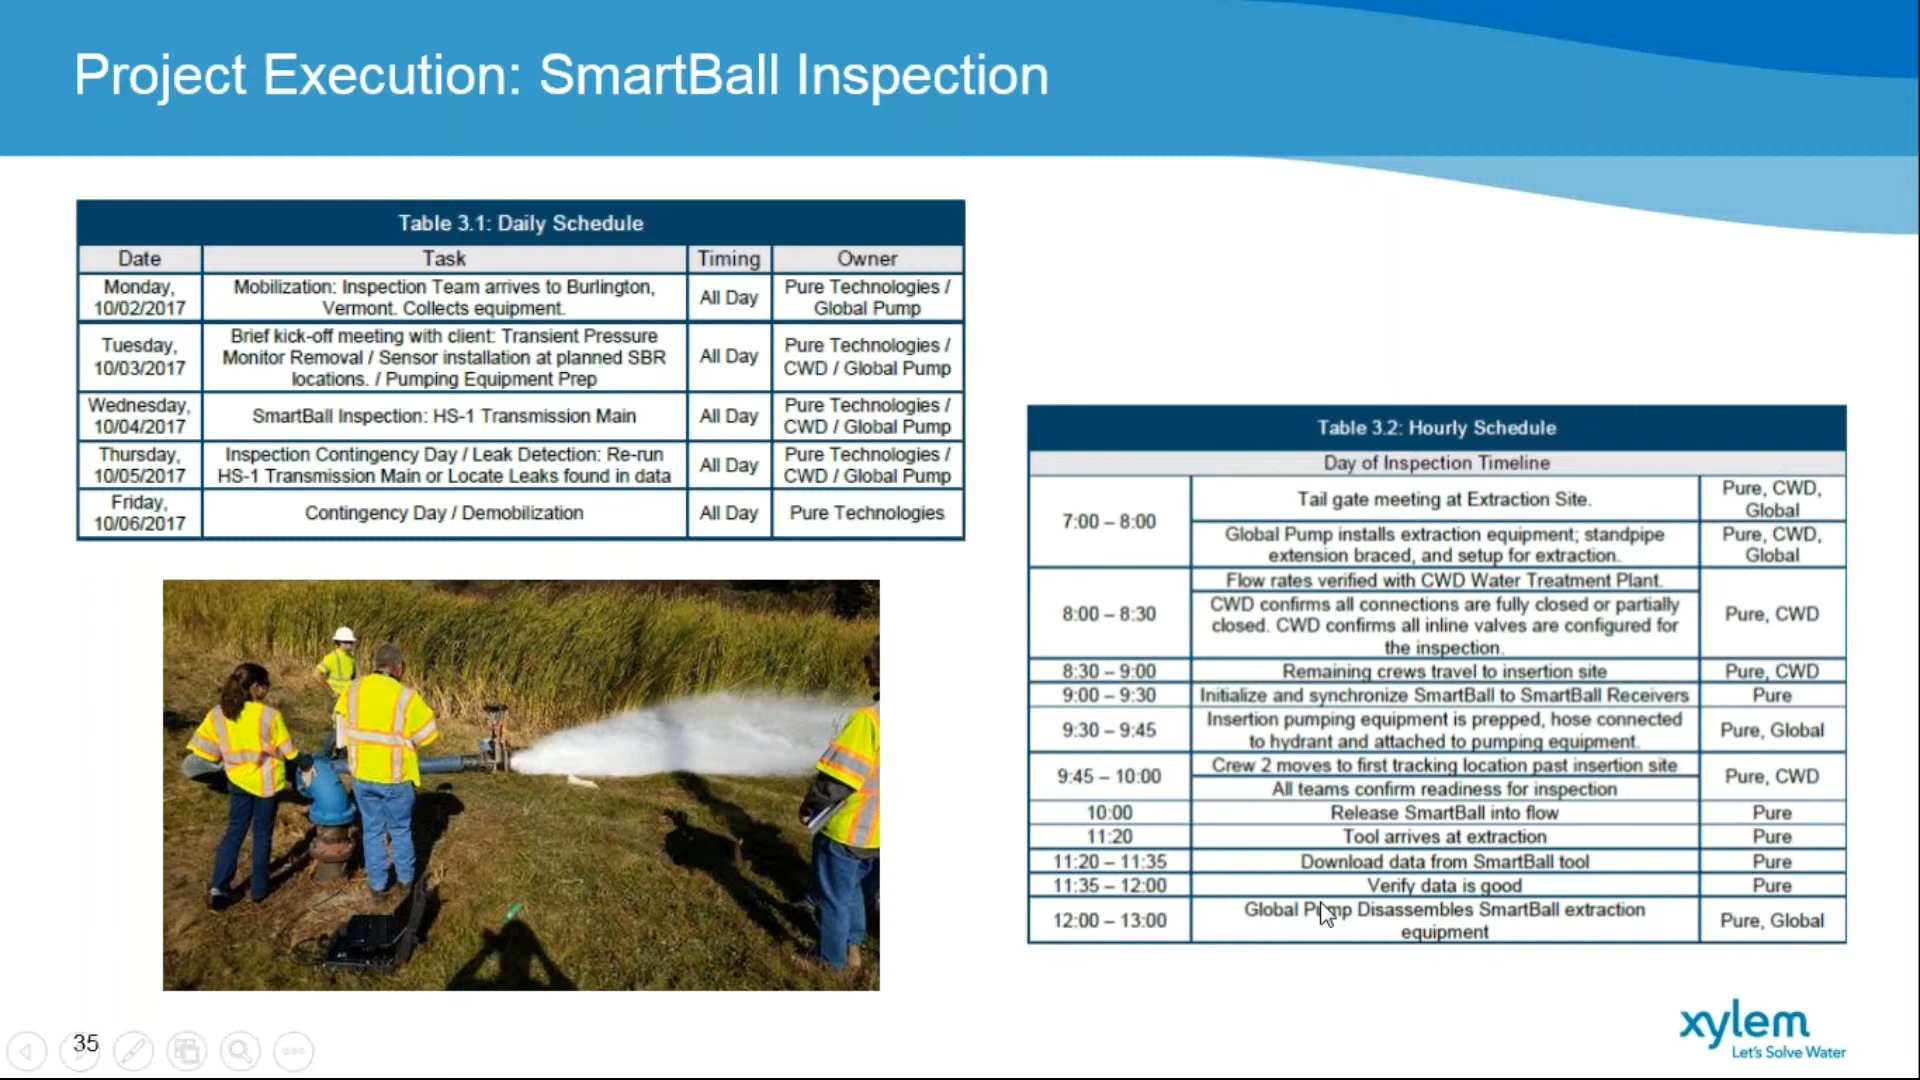 Project Execution: SmartBall Inspection
Table 3.1: Daily Schedule
Date Task Timing Owner
Monday,
10/02/2017
Mobilization: Inspection Team arrives to Burlington,
Vermont. Collects equipment.
All Day
Pure Technologies /
Global Pump
Tuesday,
10/03/2017
Brief kick-off meeting with client: Transient Pressure
Monitor Removal / Sensor installation at planned SBR
locations. / Pumping Equipment Prep
All Day
Pure Technologies /
CWD / Global Pump
Wednesday,
10/04/2017
SmartBall Inspection: HS-1 Transmission Main
All Day
Pure Technologies /
CWD / Global Pump
Thursday,
10/05/2017
Inspection Contingency Day / Leak Detection: Re-run
HS-1 Transmission Main or Locate Leaks found in data
All Day
Pure Technologies /
CWD / Global Pump
Friday,
10/06/2017
Contingency Day / Demobilization
All Day
Pure Technologies
Table 3.2: Hourly Schedule
Day of Inspection Timeline
7:00 – 8:00
Tail gate meeting at Extraction Site.
Pure, CWD,
Global
Global Pump installs extraction equipment; standpipe
extension braced, and setup for extraction.
Pure, CWD,
Global
8:00 – 8:30
Flow rates verified with CWD Water Treatment Plant.
CWD confirms all connections are fully closed or partially
closed. CWD confirms all inline valves are configured for
the inspection.
Pure, CWD
8:30 – 9:00 Remaining crews travel to insertion site Pure, CWD
9:00 – 9:30 Initialize and synchronize SmartBall to SmartBall Receivers Pure
9:30 – 9:45
Insertion pumping equipment is prepped, hose connected
to hydrant and attached to pumping equipment.
Pure, Global
9:45 – 10:00
Crew 2 moves to first tracking location past insertion site
All teams confirm readiness for inspection
Pure, CWD
10:00 Release SmartBall into flow Pure
11:20 Tool arrives at extraction Pure
11:20 – 11:35 Download data from SmartBall tool Pure
11:35 – 12:00 Verify data is good Pure
12:00 – 13:00
Global Pump Disassembles SmartBall extraction
equipment
Pure, Global
35
xylem
Let's Solve Water